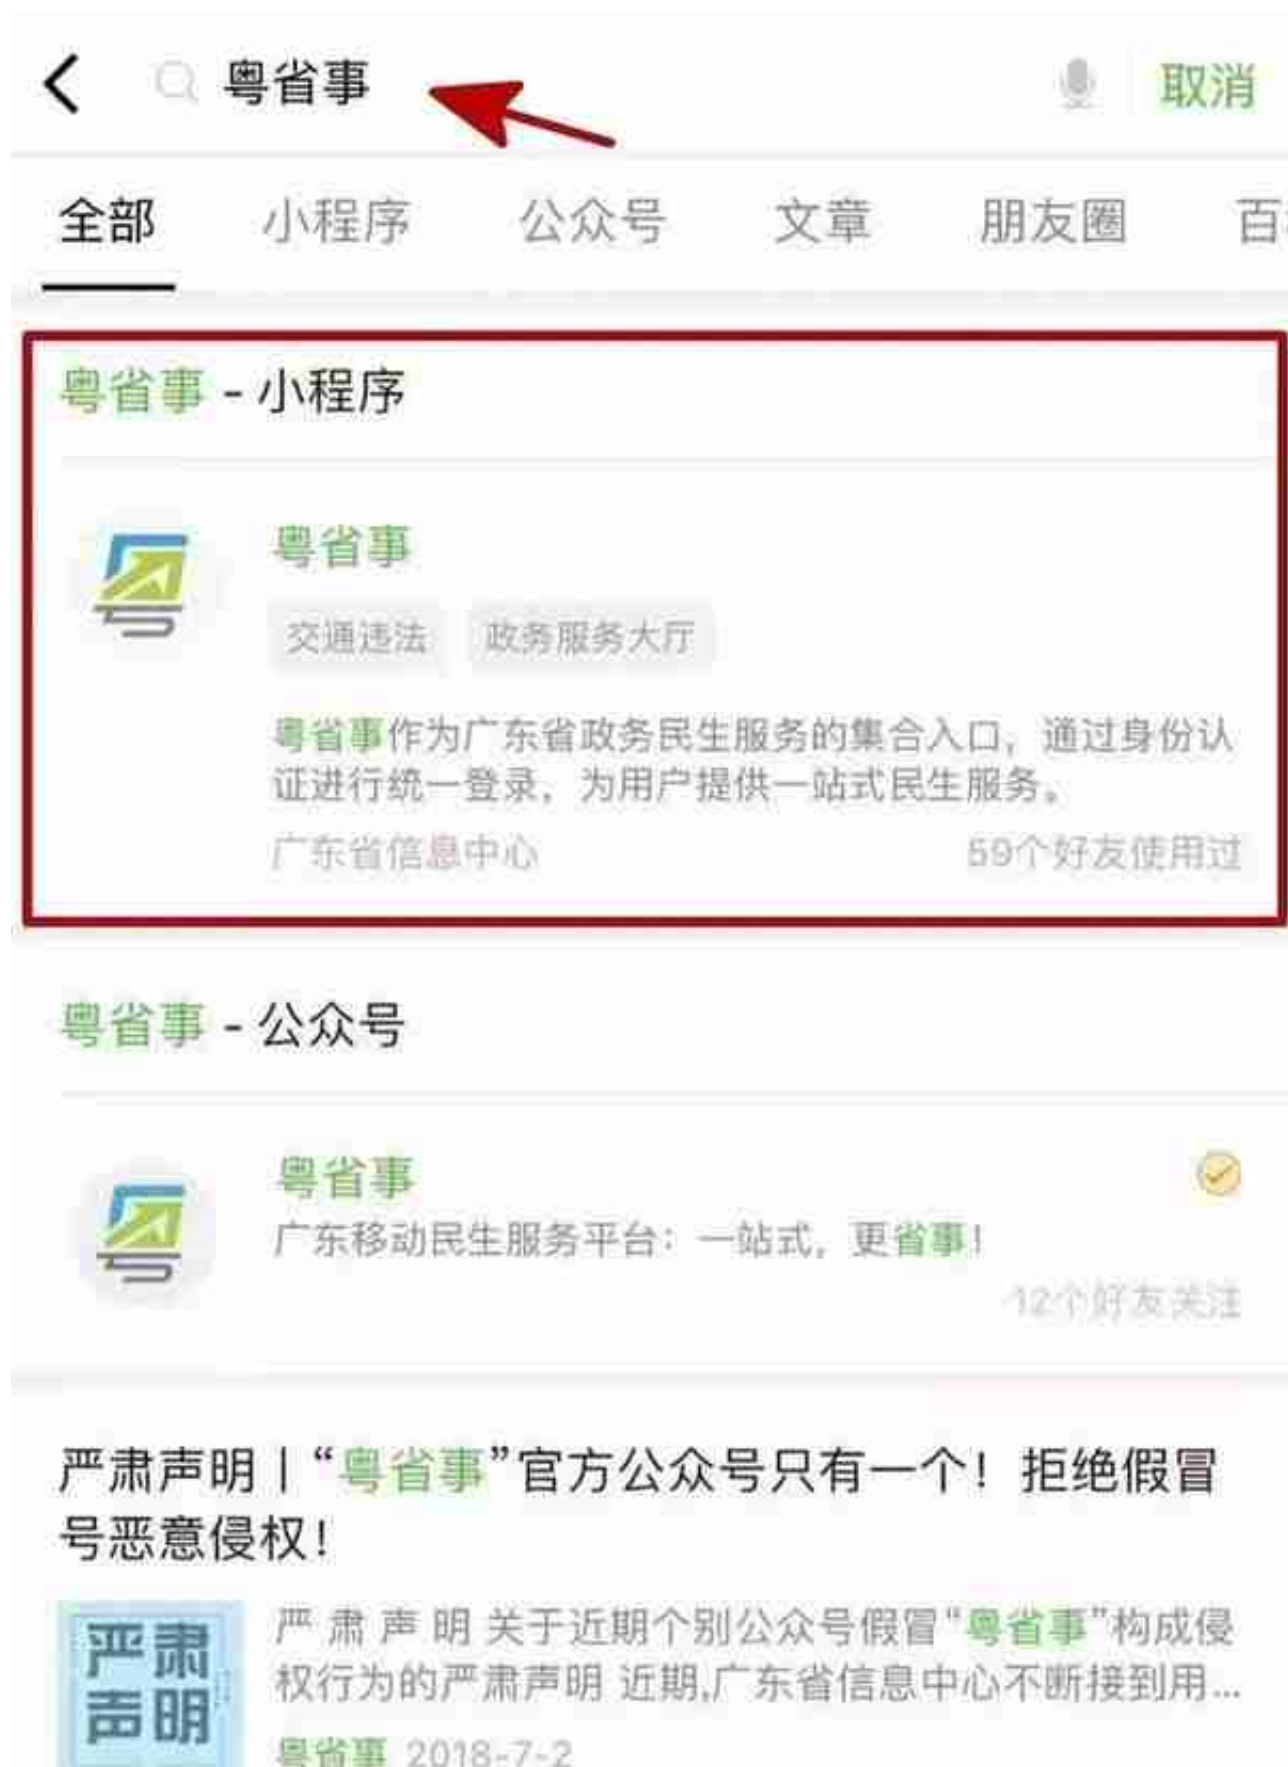 粤省事
取消
全部 小程序 公众号 文章 朋友圈 百
粤省事 - 小程序
粤省事
交通违法 政务服务大厅
粤省事作为广东省政务民生服务的集合入口，通过身份认
证进行统一登录，为用户提供一站式民生服务。
广东省信息中心 59个好友使用过
粤省事 - 公众号
粤省事
广东移动民生服务平台：一站式，更省事！
12个好友关注
严肃声明 | “粤省事”官方公众号只有一个！拒绝假冒
号恶意侵权！
严肃
声明
严 肃 声 明 关于近期个别公众号假冒“粤省事”构成侵
权行为的严肃声明 近期,广东省信息中心不断接到用...
粤省事 2018-7-2